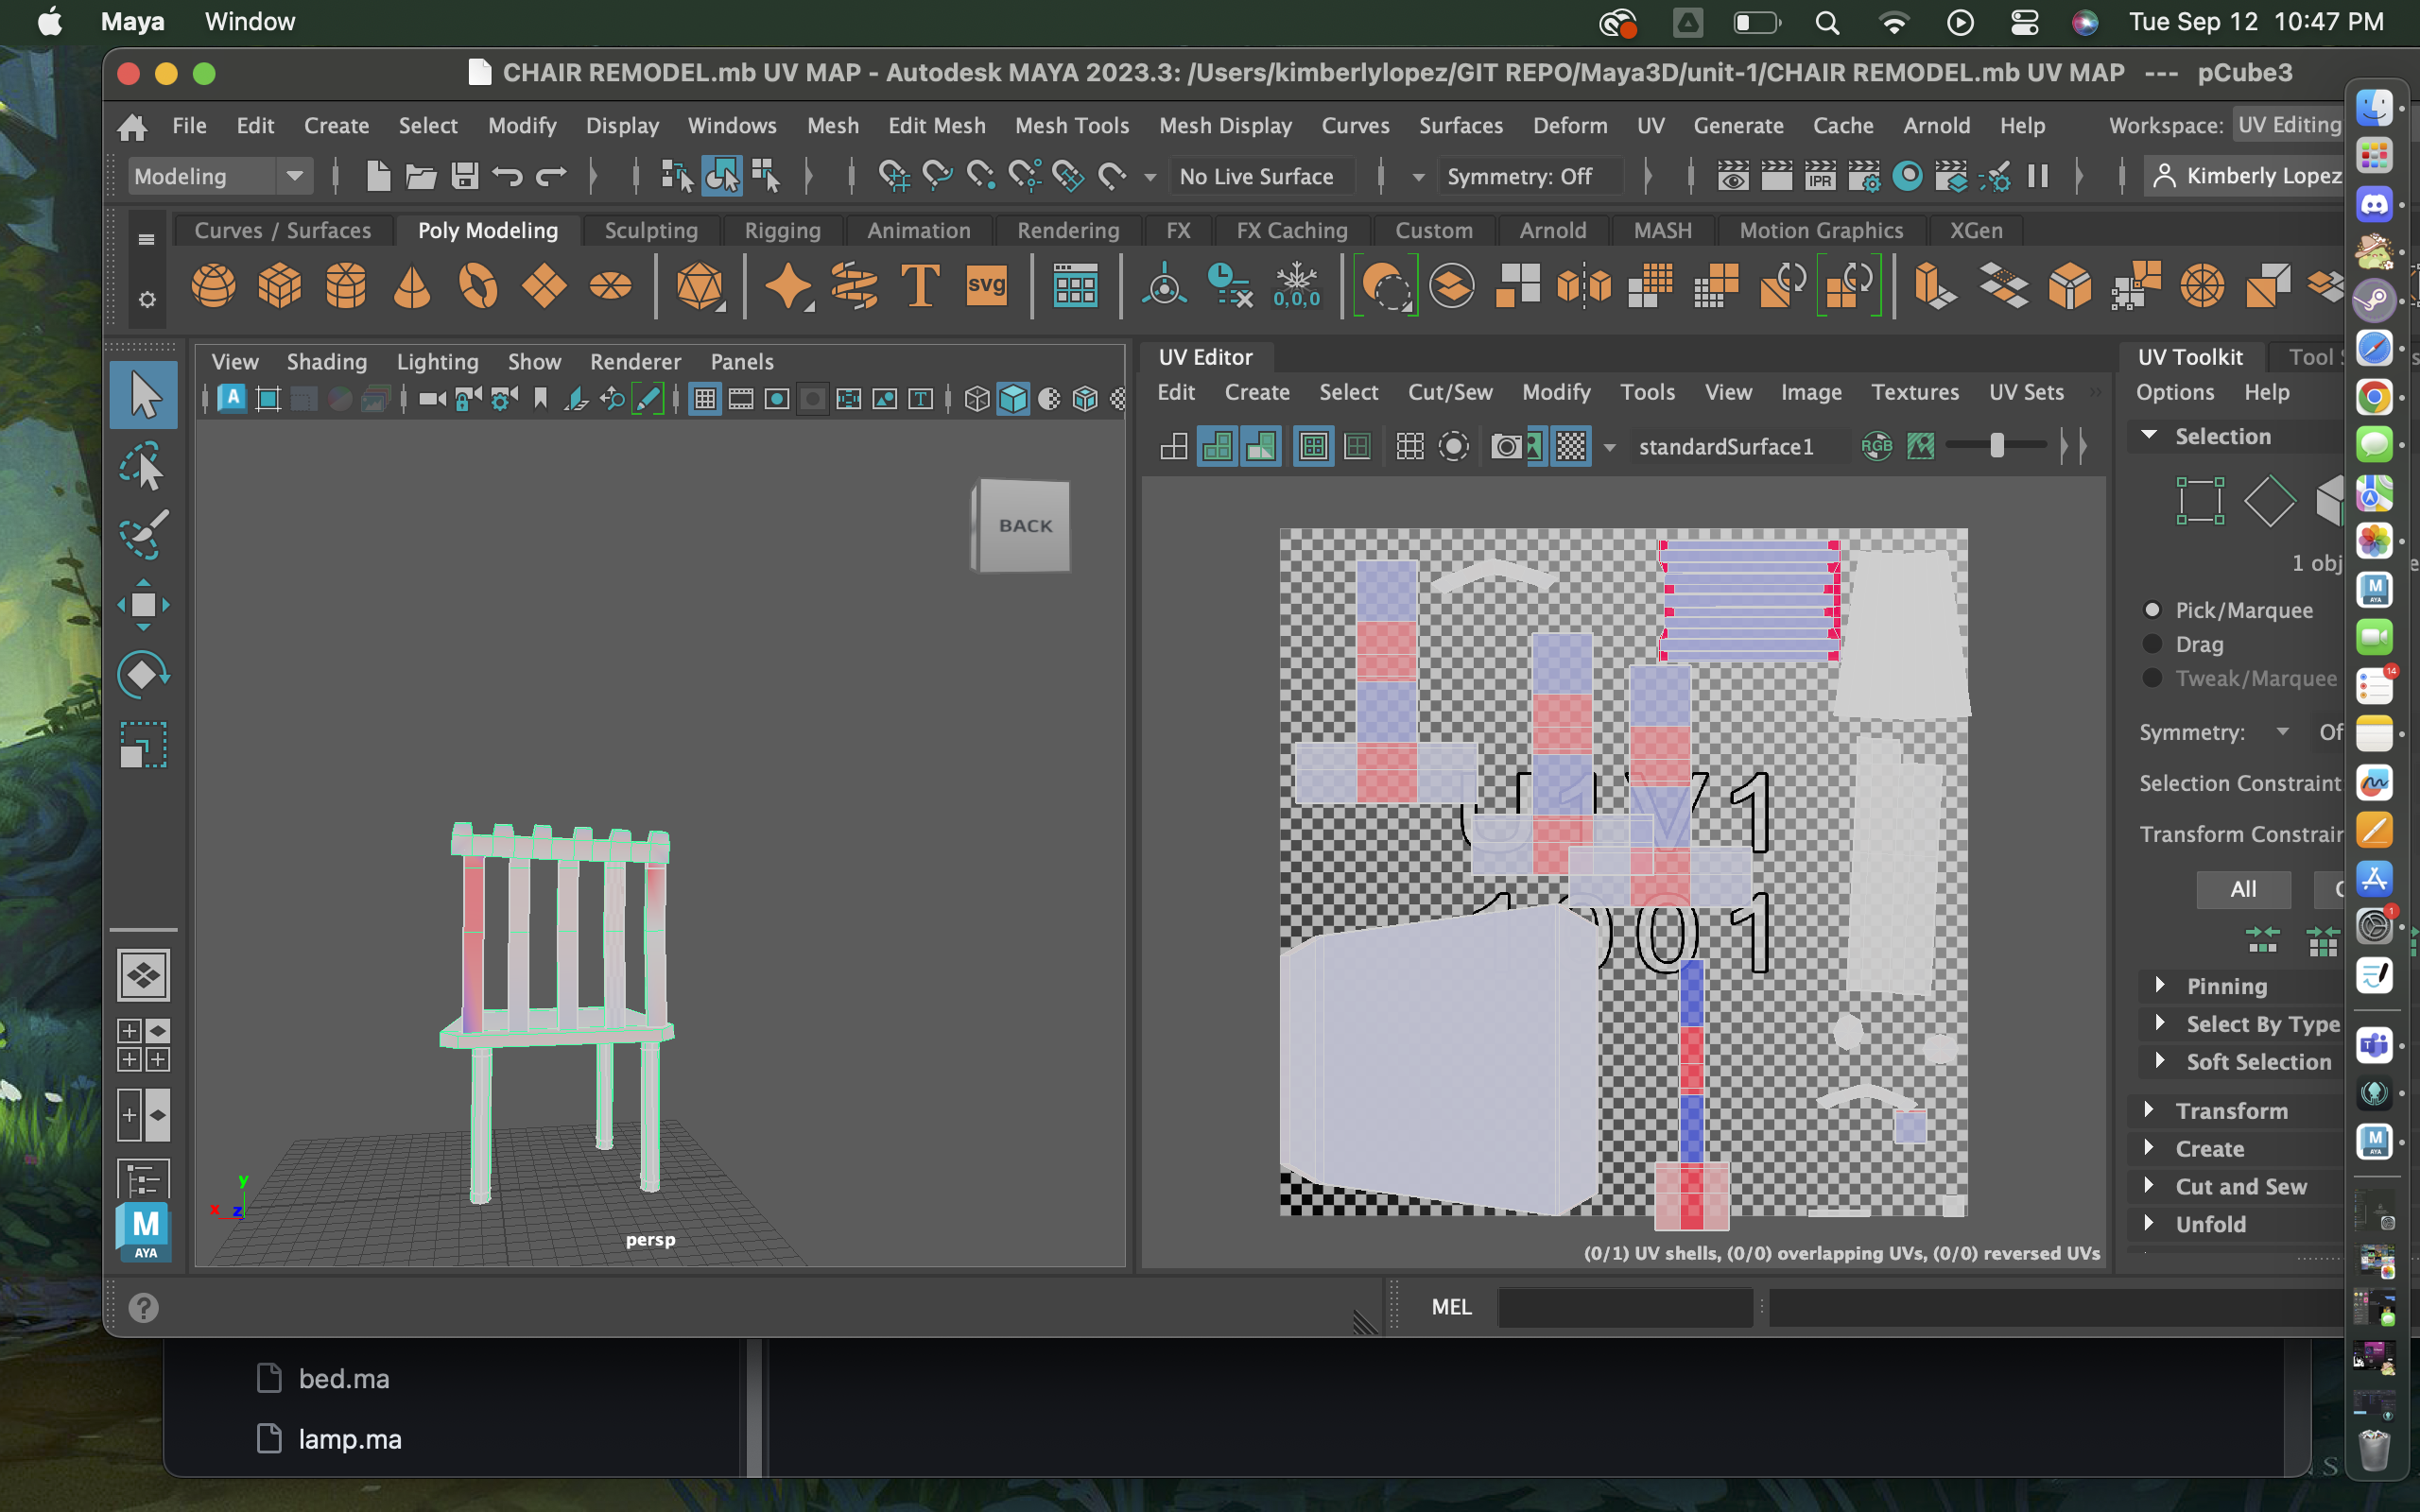 Maya Window Tue Sep 12 10:47 PM
CHAIR REMODEL.mb UV MAP - Autodesk MAYA 2023.3: /Users/kimberlylopez/GIT REPO/Maya3D/unit-1/CHAIR REMODEL.mb UV MAP --- pCube3
File Edit Create Select Modify Display Windows Mesh Edit Mesh Mesh Tools Mesh Display Curves Surfaces Deform UV Generate Cache Arnold Help Workspace: UV Editing
Modeling No Live Surface Symmetry: Off IPR Kimberly Lopez
Curves / Surfaces Poly Modeling Sculpting Rigging Animation Rendering FX FX Caching Custom Arnold MASH Motion Graphics XGen
T svg 0,0,0
View Shading Lighting Show Renderer Panels
UV Editor
UV Toolkit Tool
Edit Create Select Cut/Sew Modify Tools View Image Textures UV Sets
Options Help
standardSurface1 RGB
Selection
BACK
1 obj
Pick/Marquee
Drag
Tweak/Marquee
Symmetry: Of
Selection Constraint
Transform Constrair
All
U1V1
1001
Pinning
Select By Type
Soft Selection
Transform
Create
Cut and Sew
Unfold
y
x z
persp
M
AYA
(0/1) UV shells, (0/0) overlapping UVs, (0/0) reversed UVs
MEL
bed.ma
lamp.ma
14
1